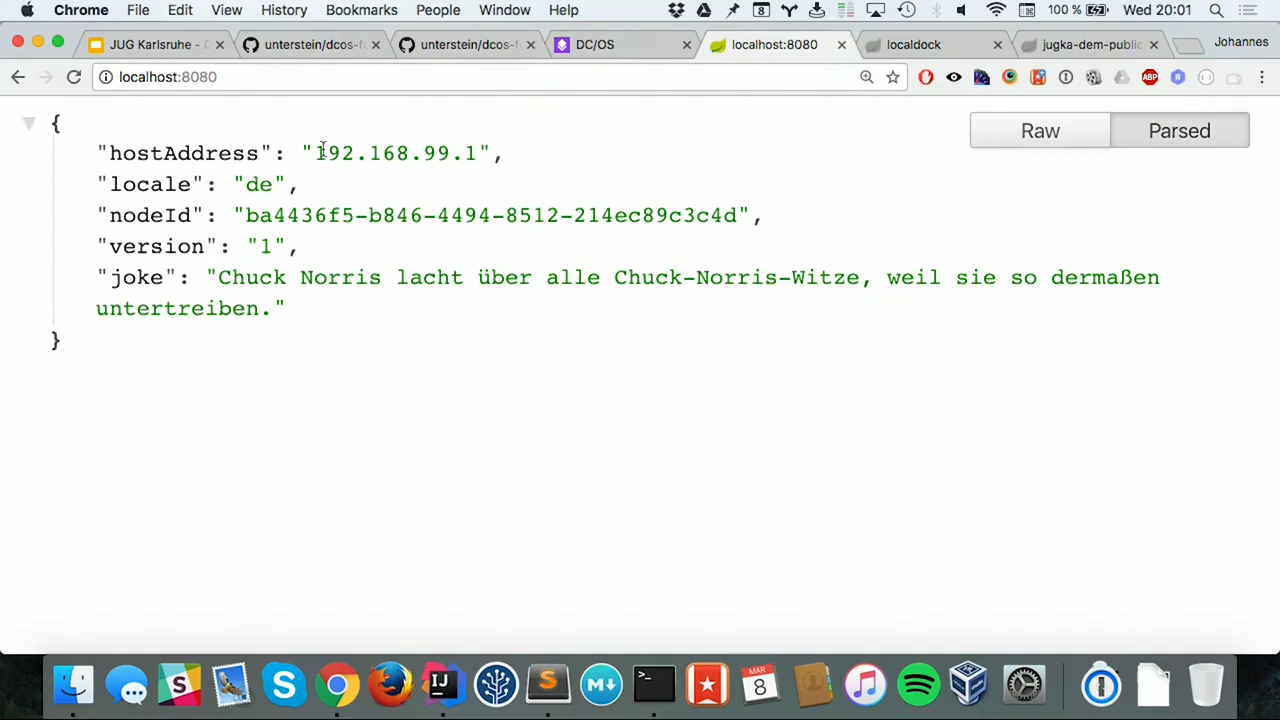 Chrome File Edit View History Bookmarks People Window Help 8 100 % Wed 20:01
JUG Karlsruhe - unterstein/dcos- unterstein/dcos- DC/OS localhost:8080 localdock jugka-dem-public Johannes
localhost:8080 ABP R
Raw Parsed
{
"hostAddress": "192.168.99.1",
"locale": "de",
"nodeId": "ba4436f5-b846-4494-8512-214ec89c3c4d",
"version": "1",
"joke": "Chuck Norris lacht über alle Chuck-Norris-Witze, weil sie so dermaßen
untertreiben."
}
S S IJ S M MAR 8